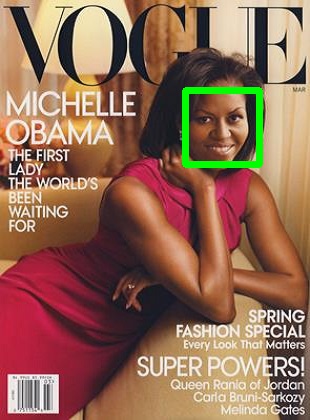 VOGUE
MAR
MICHELLE
OBAMA
THE FIRST
LADY
THE WORLD'S
BEEN
WAITING
FOR
SPRING
FASHION SPECIAL
Every Look That Matters
SUPER POWERS!
Queen Rania of Jordan
Carla Bruni-Sarkozy
Melinda Gates